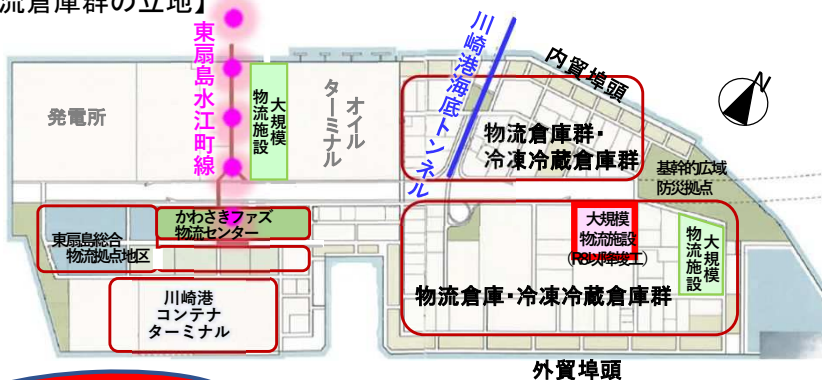 流倉庫群の立地】
東扇島水江町線
川崎港海底トンネル
内貿埠頭
N
発電所
大規模
物流施設
オイル
ターミナル
物流倉庫群・
冷凍冷蔵倉庫群
基幹的広域
防災拠点
かわさきファズ
物流センター
東扇島総合
物流拠点地区
大規模
物流施設
(R8以降竣工)
大規模
物流施設
川崎港
コンテナ
ターミナル
物流倉庫・冷凍冷蔵倉庫群
外貿埠頭